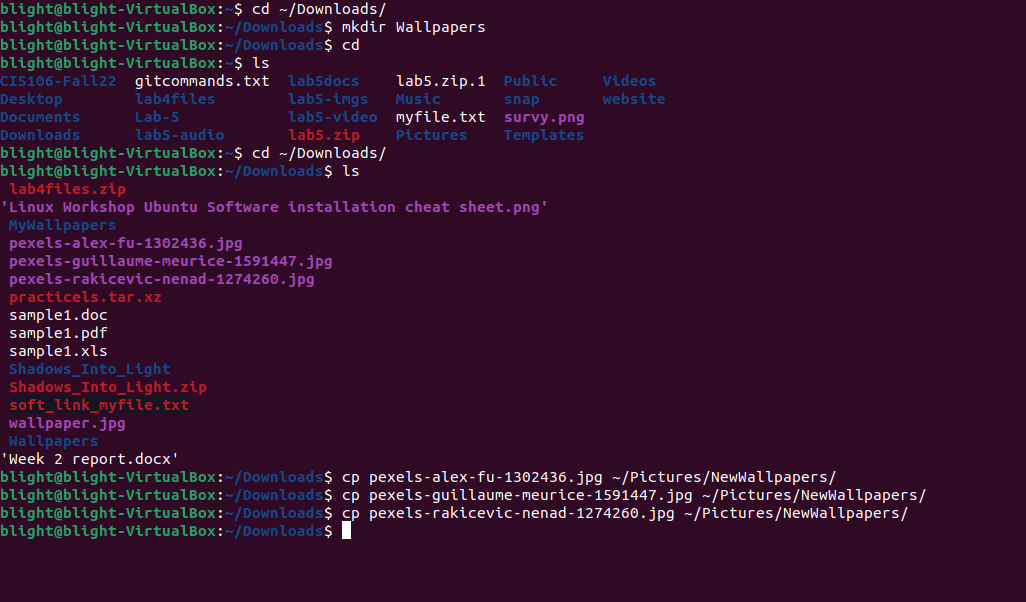 blight@blight-VirtualBox:~$ cd ~/Downloads/
blight@blight-VirtualBox:~/Downloads$ mkdir Wallpapers
blight@blight-VirtualBox:~/Downloads$ cd
blight@blight-VirtualBox:~$ ls
CIS106-Fall22  gitcommands.txt  lab5docs    lab5.zip.1  Public     Videos
Desktop        lab4files        lab5-imgs   Music       snap       website
Documents      Lab-5            lab5-video  myfile.txt  survy.png
Downloads      lab5-audio       lab5.zip    Pictures    Templates
blight@blight-VirtualBox:~$ cd ~/Downloads/
blight@blight-VirtualBox:~/Downloads$ ls
 lab4files.zip
'Linux Workshop Ubuntu Software installation cheat sheet.png'
 MyWallpapers
 pexels-alex-fu-1302436.jpg
 pexels-guillaume-meurice-1591447.jpg
 pexels-rakicevic-nenad-1274260.jpg
 practicels.tar.xz
 sample1.doc
 sample1.pdf
 sample1.xls
 Shadows_Into_Light
 Shadows_Into_Light.zip
 soft_link_myfile.txt
 wallpaper.jpg
 Wallpapers
'Week 2 report.docx'
blight@blight-VirtualBox:~/Downloads$ cp pexels-alex-fu-1302436.jpg ~/Pictures/NewWallpapers/
blight@blight-VirtualBox:~/Downloads$ cp pexels-guillaume-meurice-1591447.jpg ~/Pictures/NewWallpapers/
blight@blight-VirtualBox:~/Downloads$ cp pexels-rakicevic-nenad-1274260.jpg ~/Pictures/NewWallpapers/
blight@blight-VirtualBox:~/Downloads$